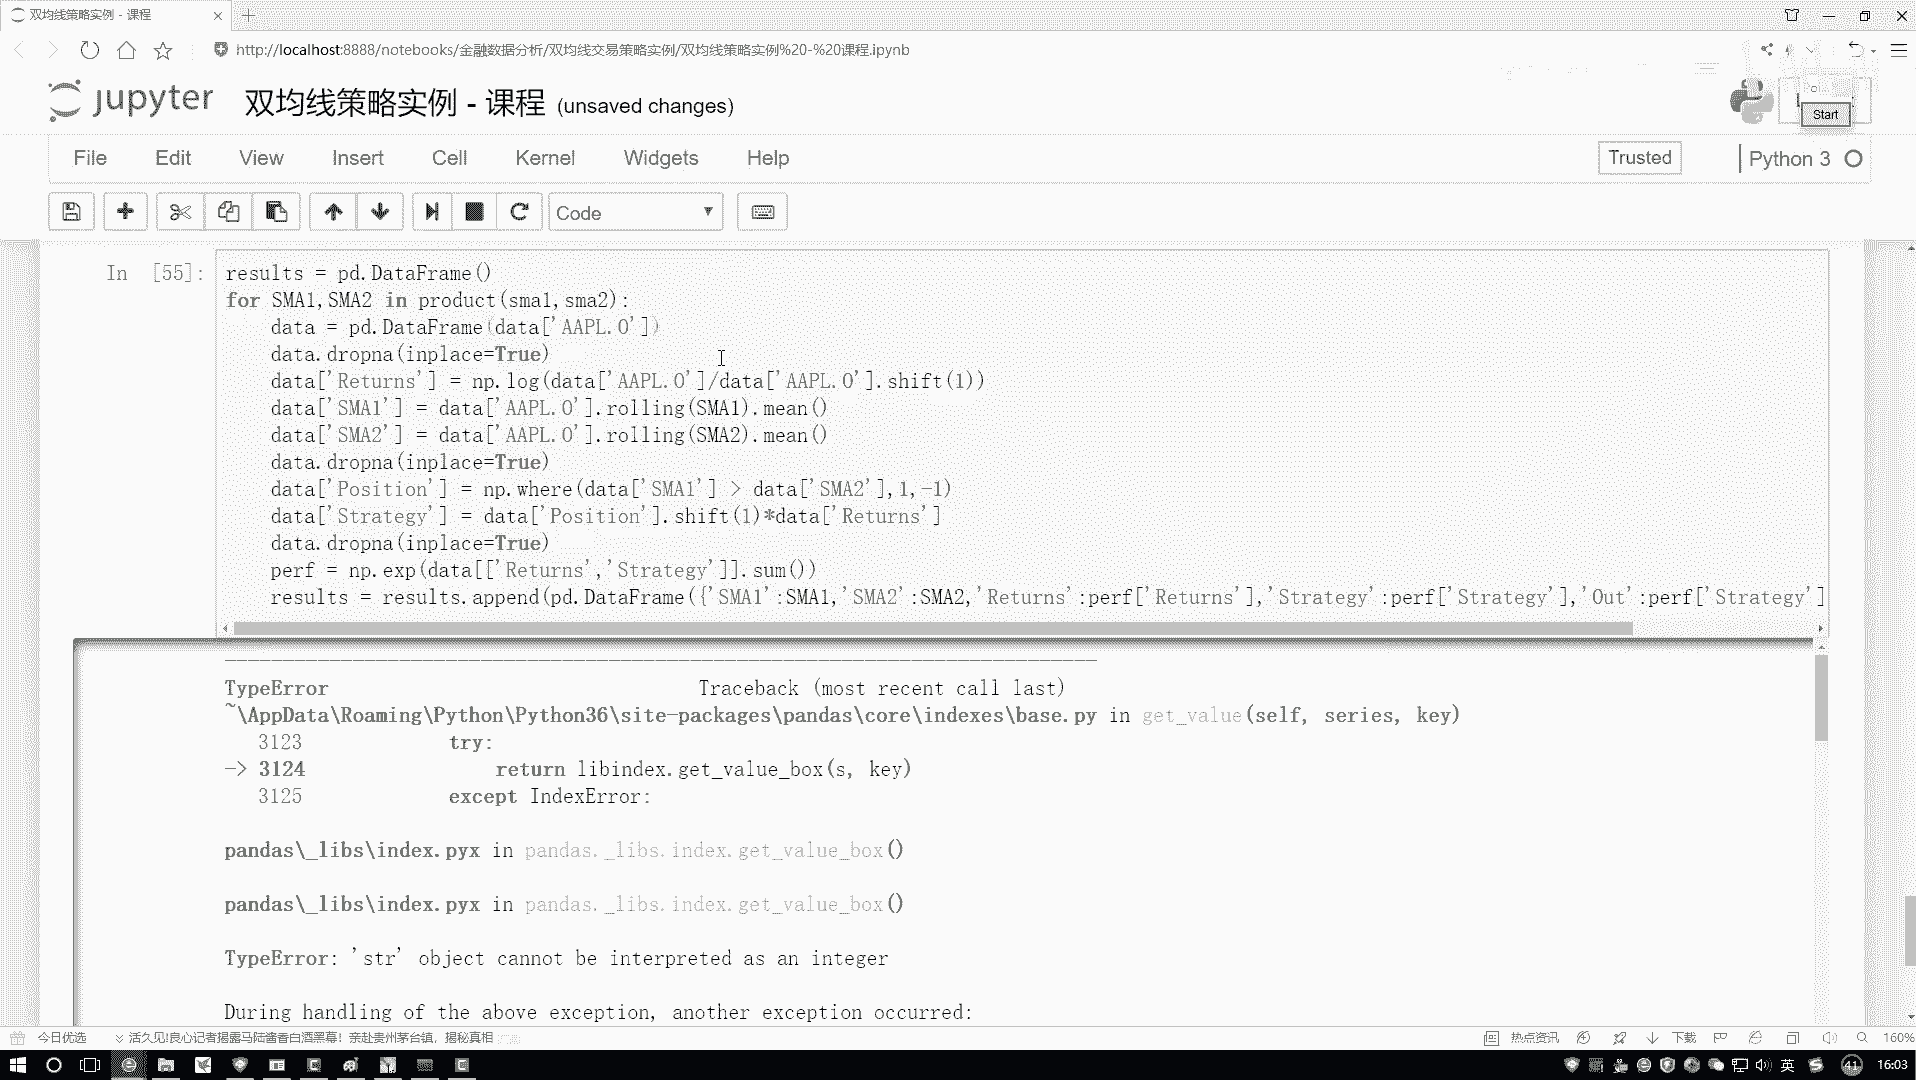 双均线策略实例 - 课程
http://localhost:8888/notebooks/金融数据分析/双均线交易策略实例/双均线策略实例%20-%20课程.ipynb
jupyter 双均线策略实例 - 课程 (unsaved changes)
Start
File Edit View Insert Cell Kernel Widgets Help
Trusted Python 3
Code
In [55]:
results = pd.DataFrame()
for SMA1,SMA2 in product(sma1,sma2):
    data = pd.DataFrame(data['AAPL.O'])
    data.dropna(inplace=True)
    data['Returns'] = np.log(data['AAPL.O']/data['AAPL.O'].shift(1))
    data['SMA1'] = data['AAPL.O'].rolling(SMA1).mean()
    data['SMA2'] = data['AAPL.O'].rolling(SMA2).mean()
    data.dropna(inplace=True)
    data['Position'] = np.where(data['SMA1'] > data['SMA2'],1,-1)
    data['Strategy'] = data['Position'].shift(1)*data['Returns']
    data.dropna(inplace=True)
    perf = np.exp(data[['Returns','Strategy']].sum())
    results = results.append(pd.DataFrame({'SMA1':SMA1,'SMA2':SMA2,'Returns':perf['Returns'],'Strategy':perf['Strategy'],'Out':perf['Strategy']
TypeError Traceback (most recent call last)
~\AppData\Roaming\Python\Python36\site-packages\pandas\core\indexes\base.py in get_value(self, series, key)
3123 try:
-> 3124 return libindex.get_value_box(s, key)
3125 except IndexError:
pandas\_libs\index.pyx in pandas._libs.index.get_value_box()
pandas\_libs\index.pyx in pandas._libs.index.get_value_box()
TypeError: 'str' object cannot be interpreted as an integer
During handling of the above exception, another exception occurred:
今日优选 活久见!良心记者揭露马陆酱香白酒黑幕! 亲赴贵州茅台镇，揭秘真相 热点资讯 下载 160%
英 41 16:03